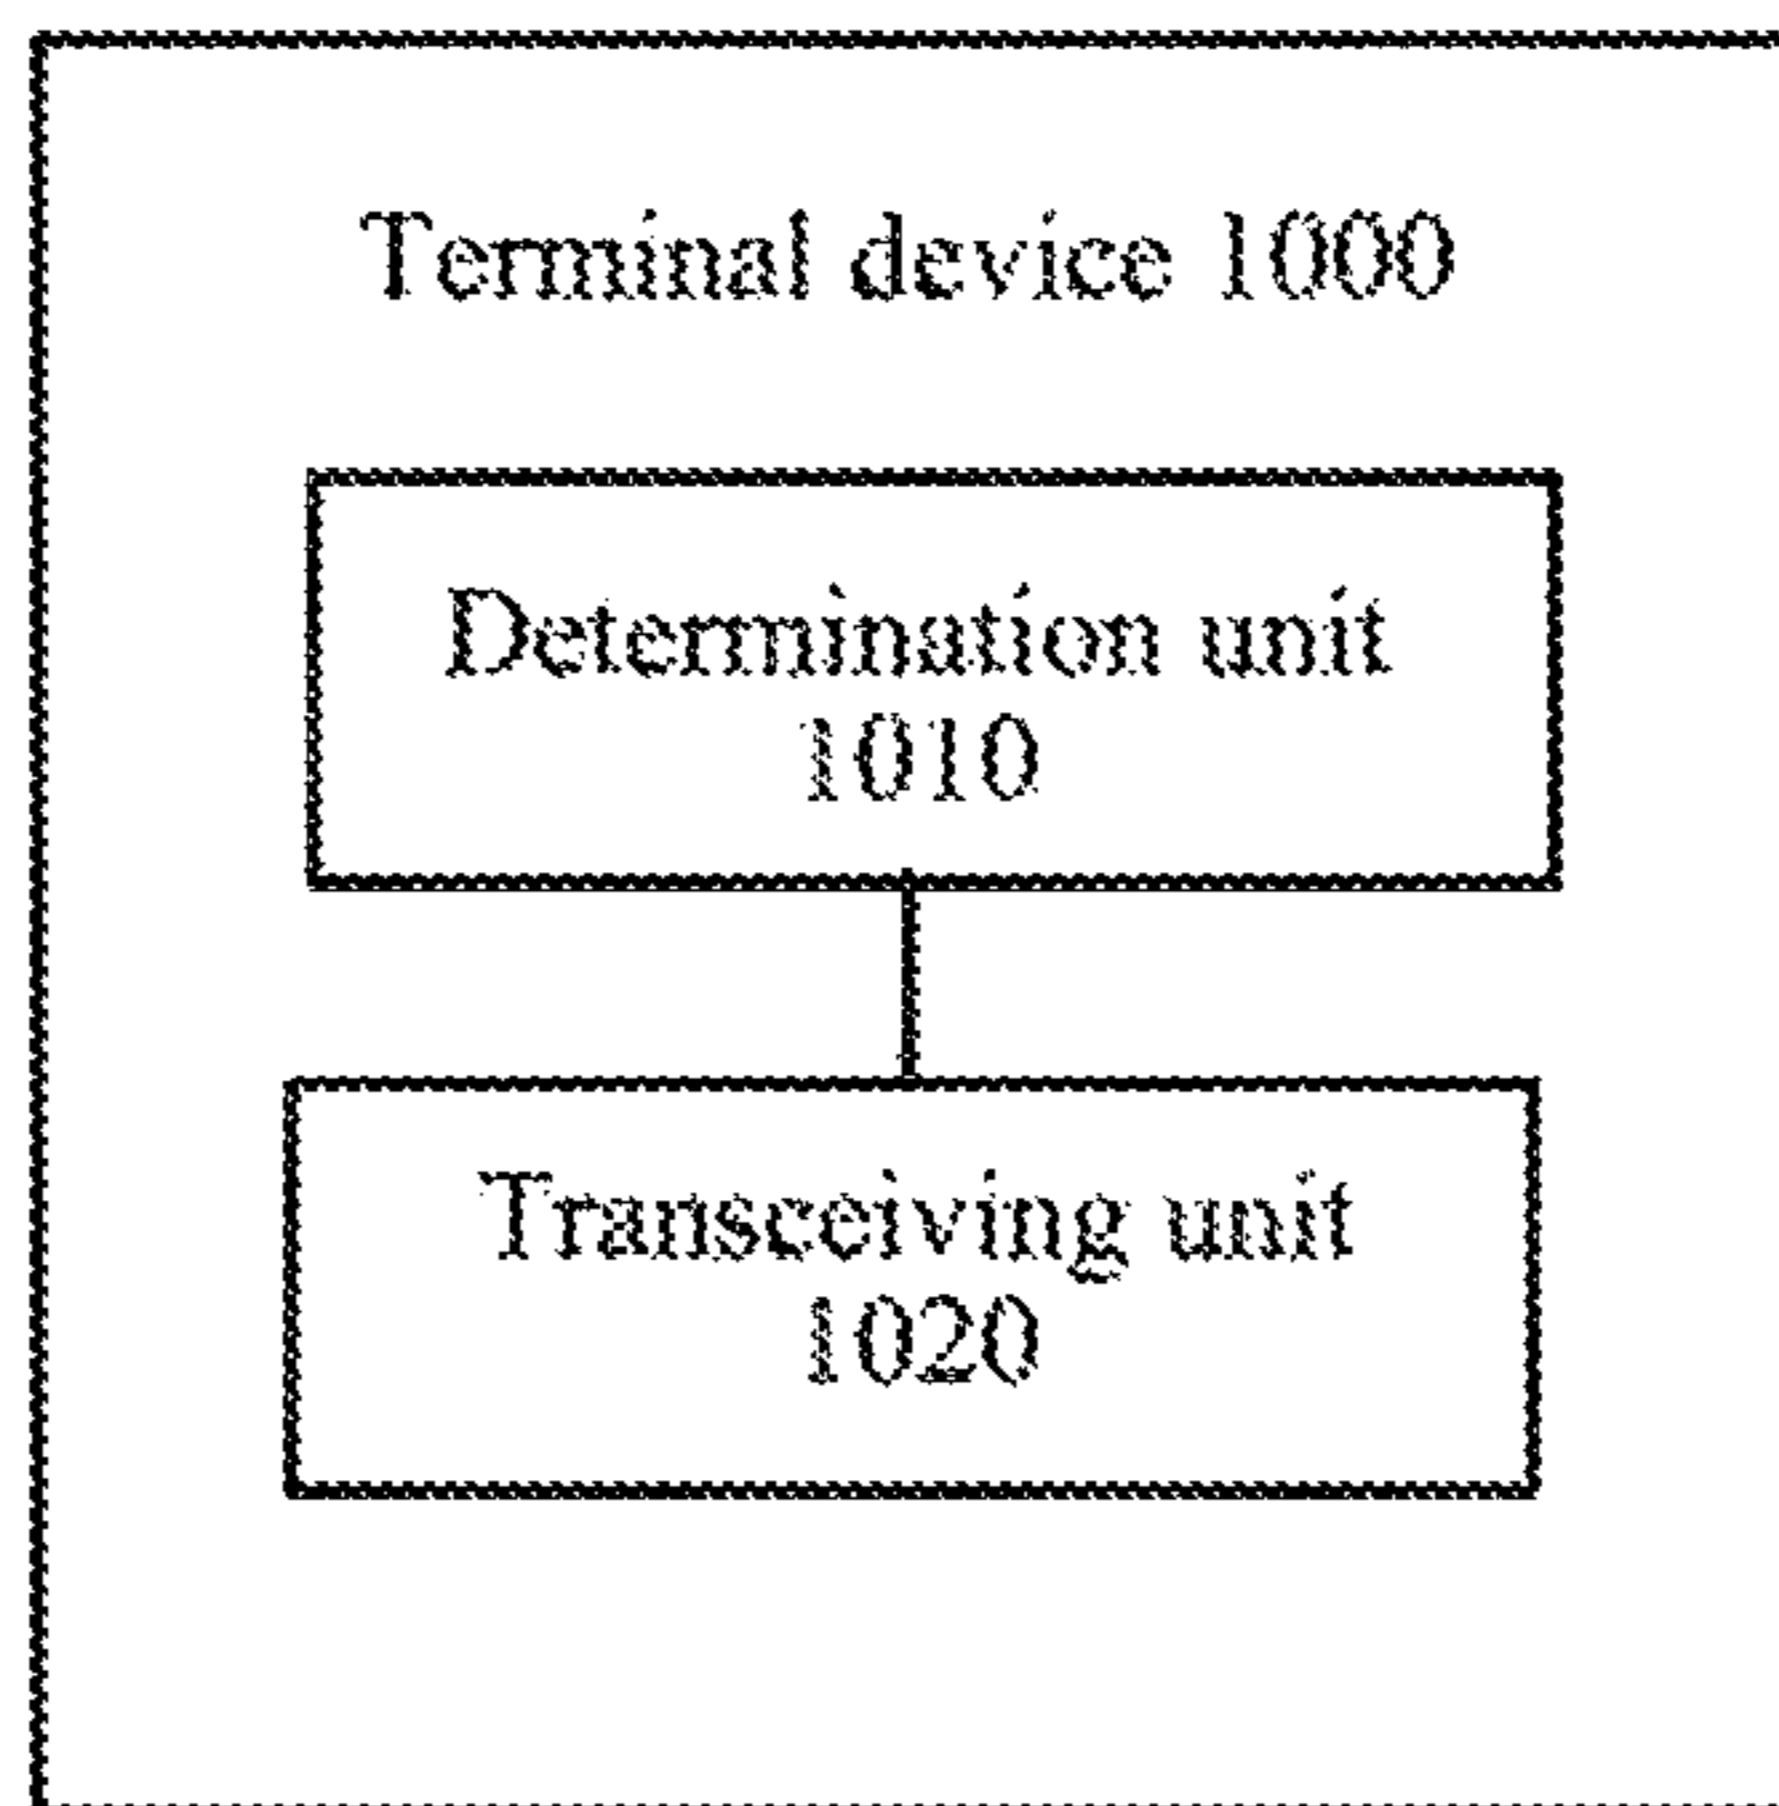 Terminal device 1000
Determination unit
1010
Transceiving unit
1020